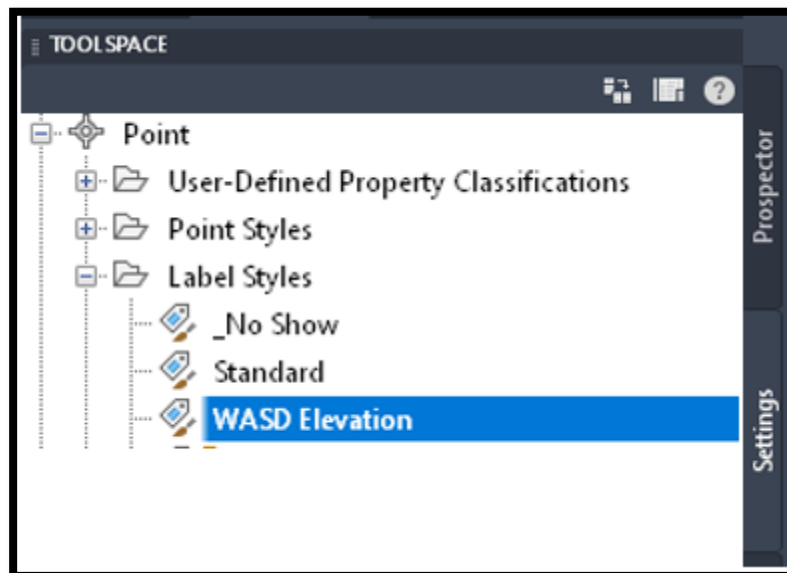 TOOLSPACE
Point
User-Defined Property Classifications
Point Styles
Label Styles
_No Show
Standard
WASD Elevation
Prospector
Settings